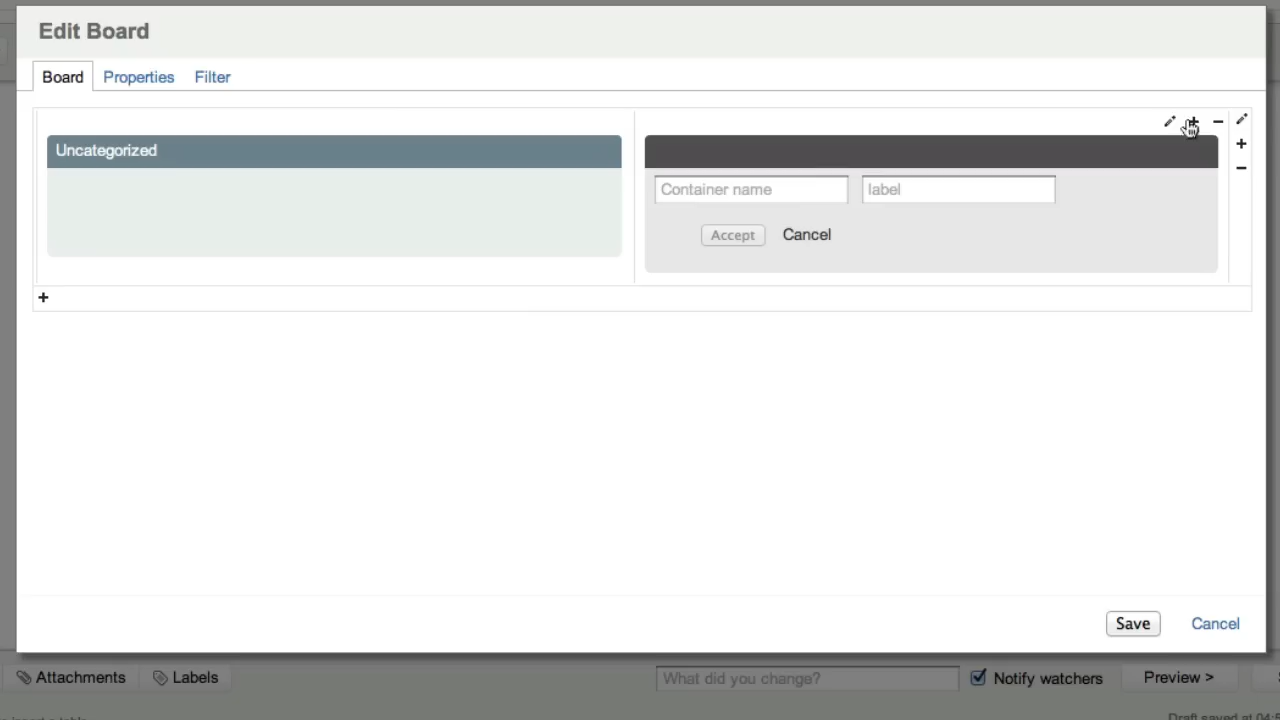 Edit Board
Board Properties Filter
Uncategorized
Container name label
Accept Cancel
+
Save Cancel
Attachments Labels What did you change? Notify watchers Preview >
Draft saved at